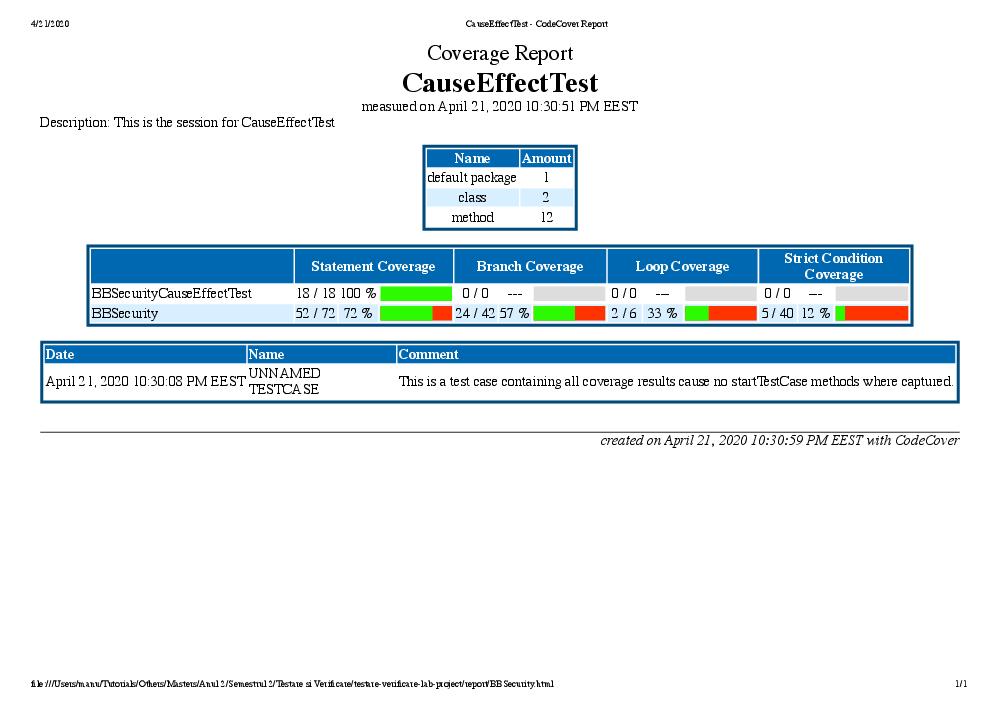 4/21/2020 CauseEffectTest - CodeCover Report
Coverage Report
CauseEffectTest
measured on April 21, 2020 10:30:51 PM EEST
Description: This is the session for CauseEffectTest
Name Amount
default package 1
class 2
method 12
Statement Coverage Branch Coverage Loop Coverage Strict Condition Coverage
BBSecurityCauseEffectTest 18 / 18 100 % 0 / 0 --- 0 / 0 --- 0 / 0 ---
BBSecurity 52 / 72 72 % 24 / 42 57 % 2 / 6 33 % 5 / 40 12 %
Date Name Comment
April 21, 2020 10:30:08 PM EEST UNNAMED TESTCASE This is a test case containing all coverage results cause no startTestCase methods where captured.
created on April 21, 2020 10:30:59 PM EEST with CodeCover
file:///Users/manu/Tutorials/Others/Masters/Anul2/Semestrul2/Testare si Verificare/testare-verificare-lab-project/report/BBSecurity.html 1/1